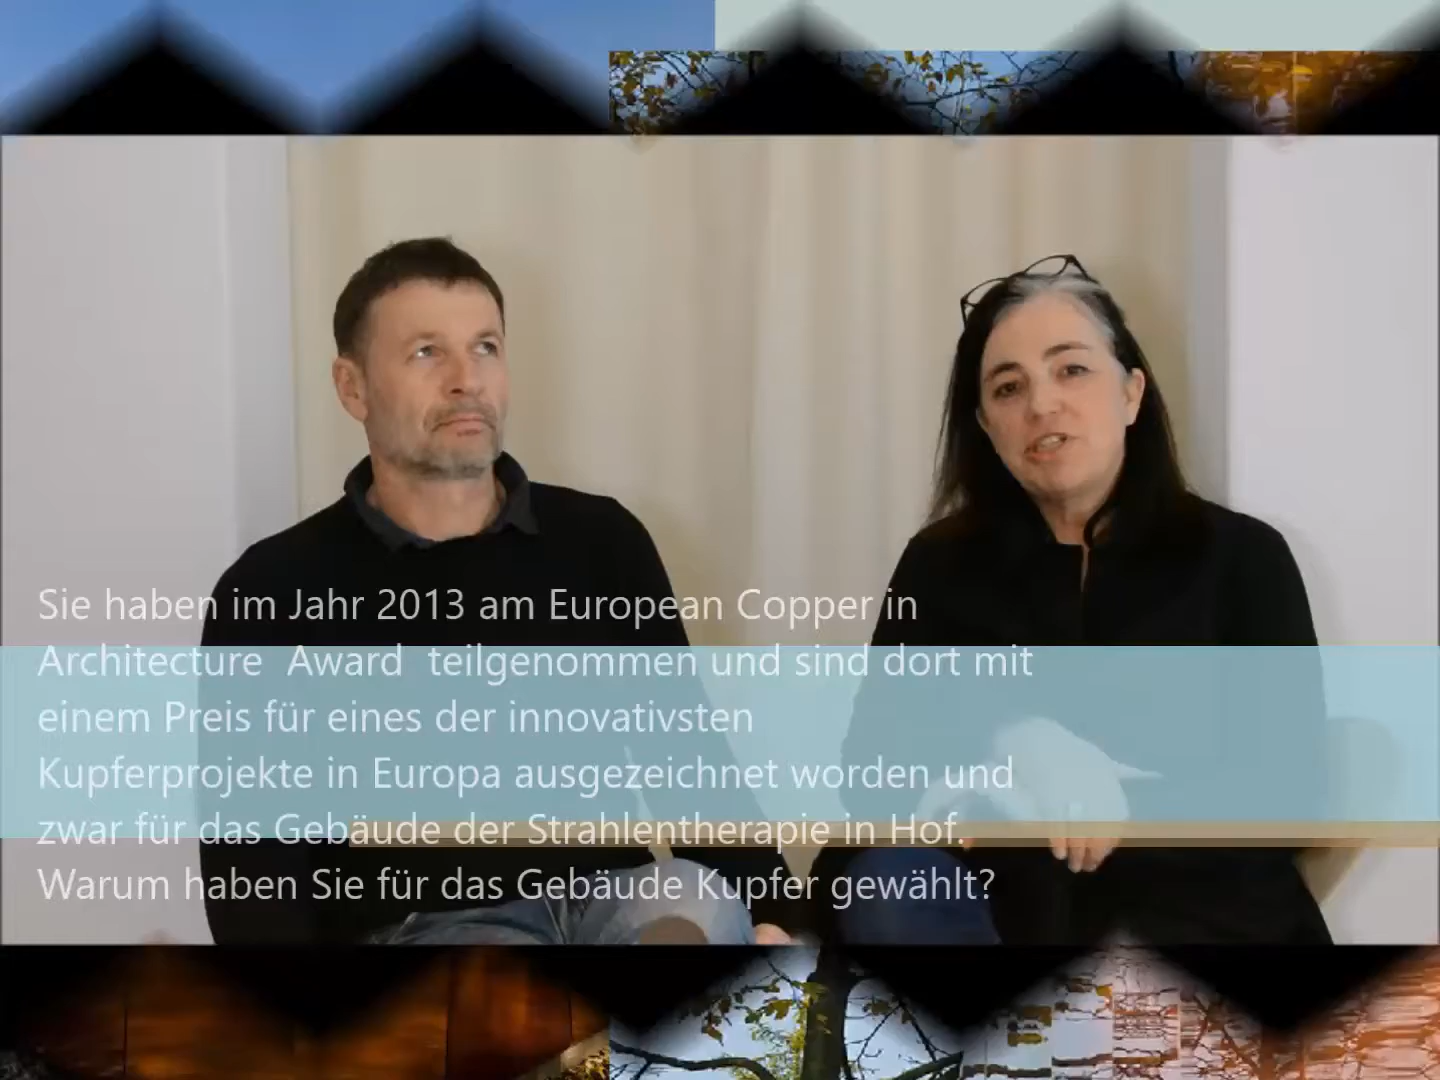 Sie haben im Jahr 2013 am European Copper in
Architecture Award teilgenommen und sind dort mit
einem Preis für eines der innovativsten
Kupferprojekte in Europa ausgezeichnet worden und
zwar für das Gebäude der Strahlentherapie in Hof.
Warum haben Sie für das Gebäude Kupfer gewählt?